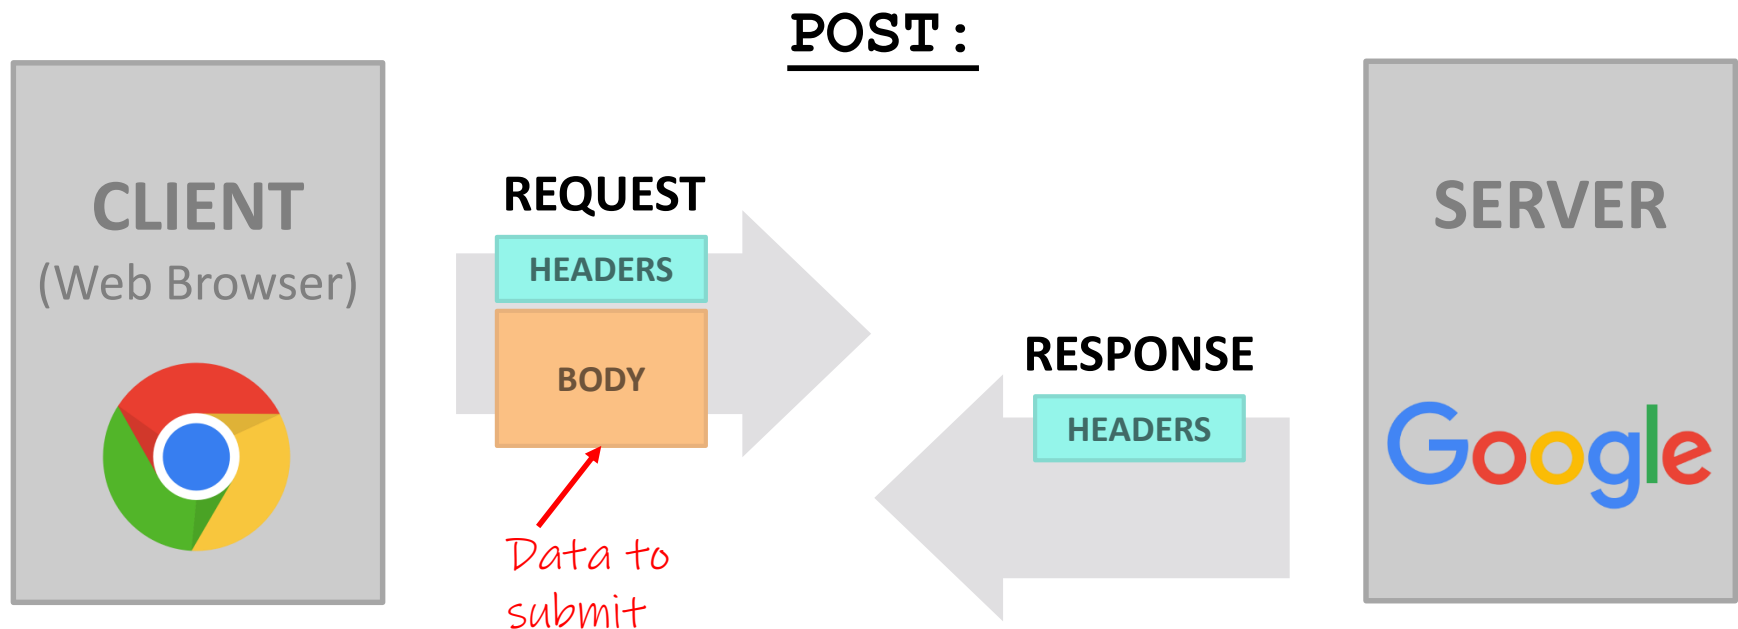 POST:
CLIENT
(Web Browser)
REQUEST
HEADERS
BODY
Data to
submit
RESPONSE
HEADERS
SERVER
Google